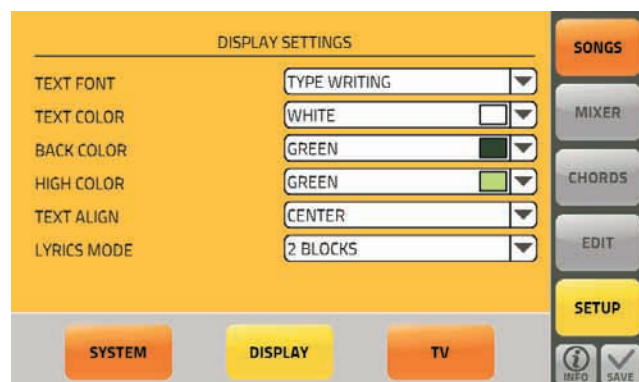 DISPLAY SETTINGS
TEXT FONT TYPE WRITING
TEXT COLOR WHITE
BACK COLOR GREEN
HIGH COLOR GREEN
TEXT ALIGN CENTER
LYRICS MODE 2 BLOCKS
SYSTEM DISPLAY TV
SONGS
MIXER
CHORDS
EDIT
SETUP
i
INFO SAVE